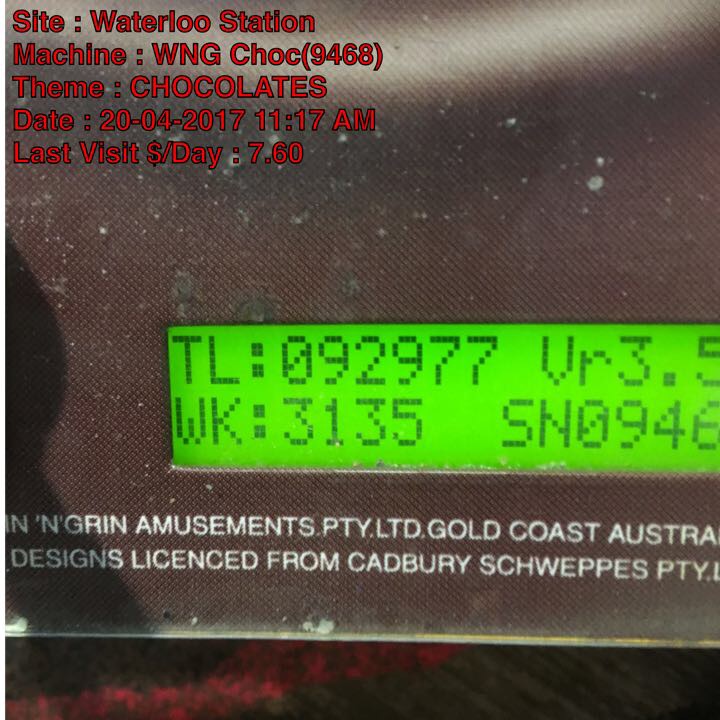 Site : Waterloo Station
Machine : WNG Choc(9468)
Theme : CHOCOLATES
Date : 20-04-2017 11:17 AM
Last Visit $/Day : 7.60
TL:092977 Vr3.5
WK:3135 SN0946
IN 'N'GRIN AMUSEMENTS.PTY.LTD.GOLD COAST AUSTRA
DESIGNS LICENCED FROM CADBURY SCHWEPPES PTY.L